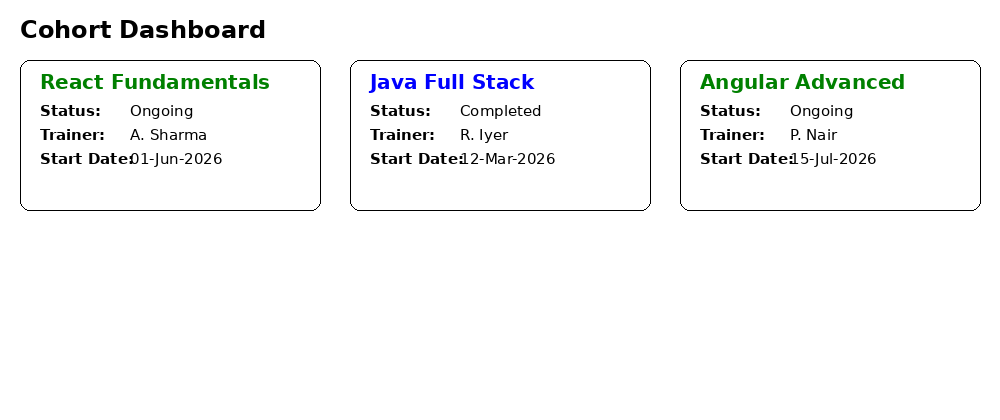 Cohort Dashboard
React Fundamentals
Status: Ongoing
Trainer: A. Sharma
Start Date: 01-Jun-2026
Java Full Stack
Status: Completed
Trainer: R. Iyer
Start Date: 12-Mar-2026
Angular Advanced
Status: Ongoing
Trainer: P. Nair
Start Date: 15-Jul-2026